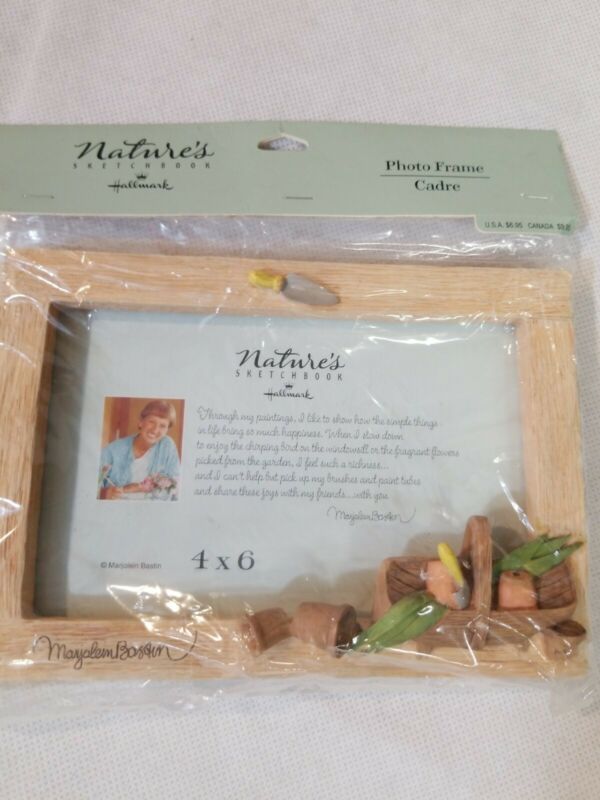 Nature's
SKETCHBOOK
Hallmark
Photo Frame
Cadre
U.S.A. $6.95 CANADA
Nature's
SKETCHBOOK
Hallmark
Through my paintings, I like to show how the simple things
in life bring so much happiness. When I slow down
to enjoy the chirping bird on the windowsill or the fragrant flowers
picked from the garden, I feel such a richness...
and I can't help but pick up my brushes and paint tubes
and share these joys with my friends...with you.
Marjolein Bastin
© Marjolein Bastin
4 x 6
Marjolein Bastin